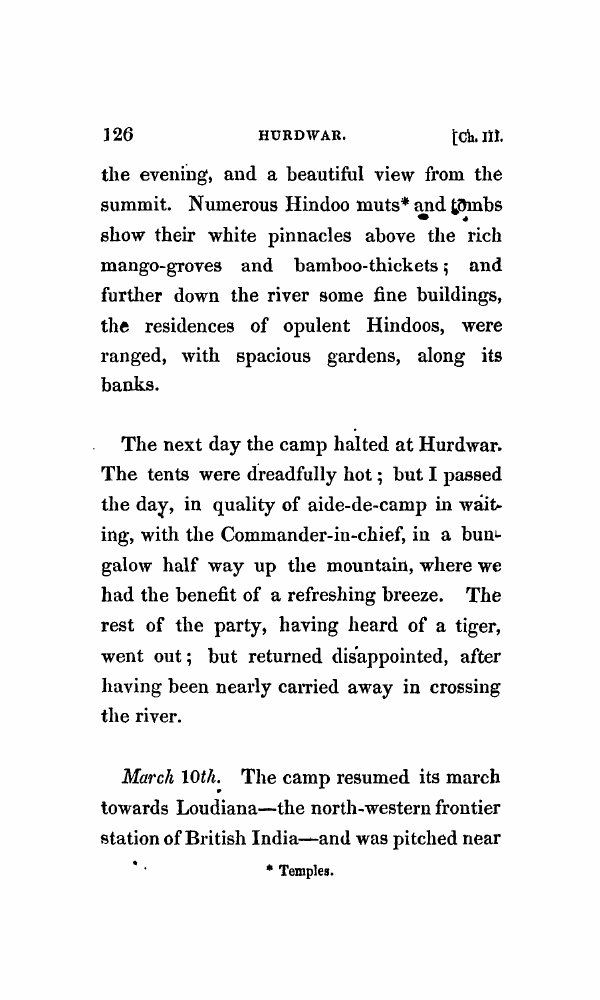 126 HURDWAR. [Ch. III.
the evening, and a beautiful view from the
summit. Numerous Hindoo muts* and tombs
show their white pinnacles above the rich
mango-groves and bamboo-thickets; and
further down the river some fine buildings,
the residences of opulent Hindoos, were
ranged, with spacious gardens, along its
banks.
The next day the camp halted at Hurdwar.
The tents were dreadfully hot; but I passed
the day, in quality of aide-de-camp in wait-
ing, with the Commander-in-chief, in a bun-
galow half way up the mountain, where we
had the benefit of a refreshing breeze. The
rest of the party, having heard of a tiger,
went out; but returned disappointed, after
having been nearly carried away in crossing
the river.
March 10th. The camp resumed its march
towards Loudiana—the north-western frontier
station of British India—and was pitched near
* Temples.